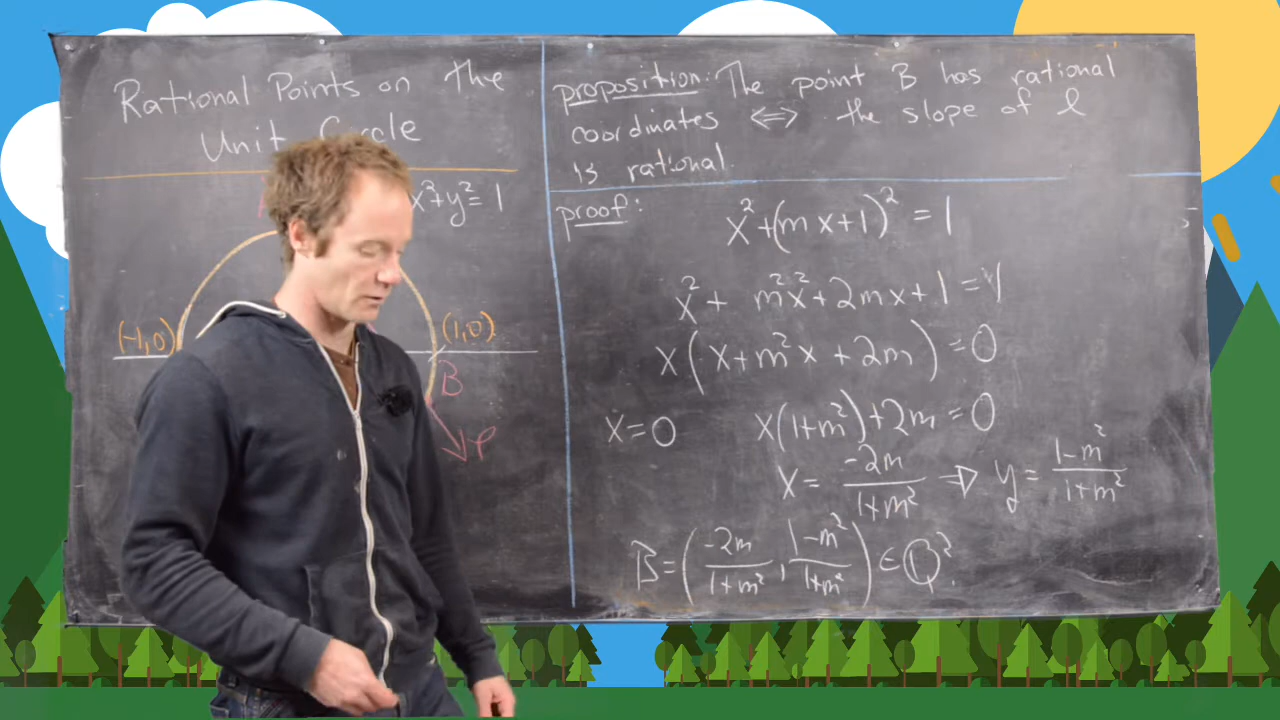 Rational Points on the
Unit Circle
x²+y²=1
(-1,0)
(1,0)
B
l
proposition: The point B has rational
coordinates ⟺ the slope of l
is rational.
proof:
x²+(mx+1)²=1
x²+ m²x²+2mx+1=1
x(x+m²x+2m)=0
x=0
x(1+m²)+2m=0
x= -2m/(1+m²) ⇒ y= (1-m²)/(1+m²)
B=(-2m/(1+m²), (1-m²)/(1+m²)) ∈ ℚ².